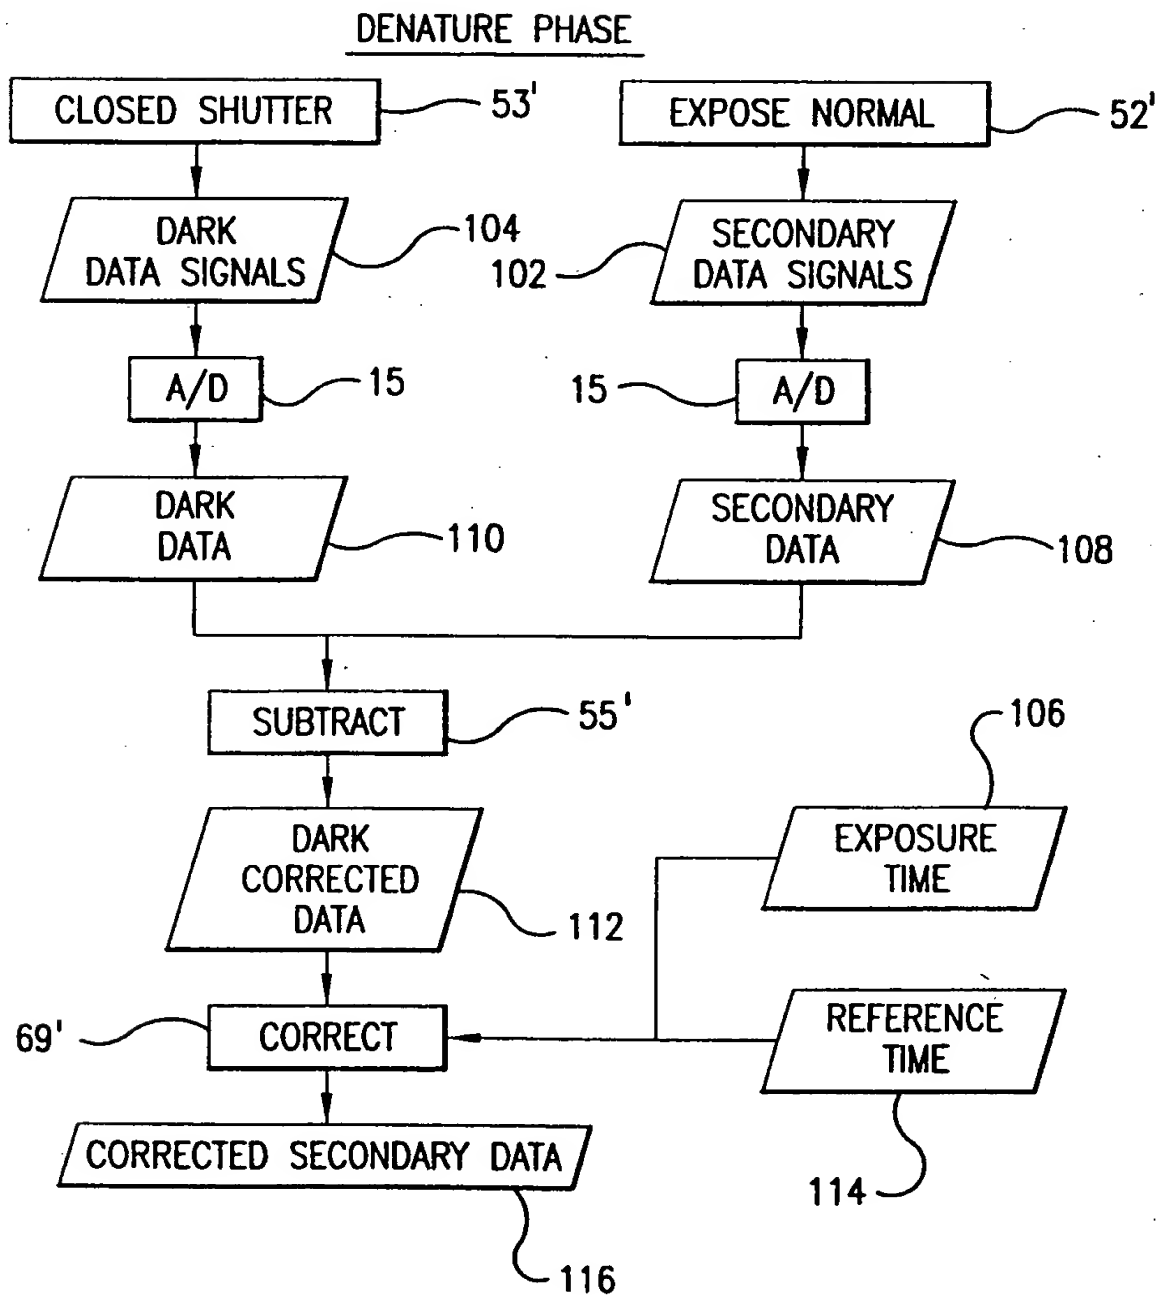 DENATURE PHASE
CLOSED SHUTTER
53'
EXPOSE NORMAL
52'
DARK
DATA SIGNALS
104
SECONDARY
DATA SIGNALS
102
A/D
15
15
A/D
DARK
DATA
110
SECONDARY
DATA
108
SUBTRACT
55'
106
DARK
CORRECTED
DATA
112
EXPOSURE
TIME
69'
CORRECT
REFERENCE
TIME
114
CORRECTED SECONDARY DATA
116